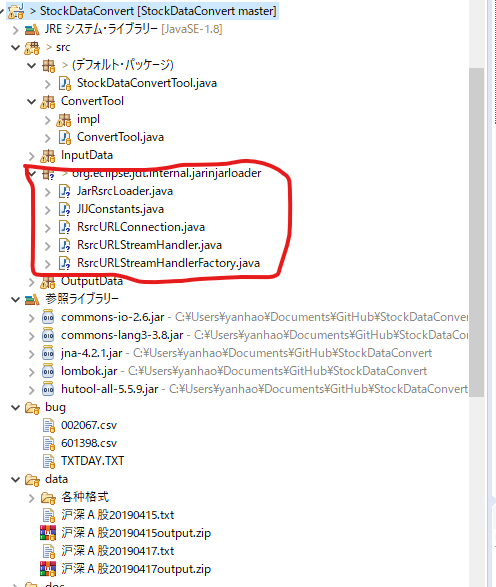 > StockDataConvert [StockDataConvert master]
JRE システム・ライブラリー [JavaSE-1.8]
> src
> (デフォルト・パッケージ)
StockDataConvertTool.java
ConvertTool
impl
ConvertTool.java
InputData
> org.eclipse.jdt.internal.jarinjarloader
JarRsrcLoader.java
JIJConstants.java
RsrcURLConnection.java
RsrcURLStreamHandler.java
RsrcURLStreamHandlerFactory.java
OutputData
参照ライブラリー
commons-io-2.6.jar - C:¥Users¥yanhao¥Documents¥GitHub¥StockDataCon
commons-lang3-3.8.jar - C:¥Users¥yanhao¥Documents¥GitHub¥StockData
jna-4.2.1.jar - C:¥Users¥yanhao¥Documents¥GitHub¥StockDataConvert
lombok.jar - C:¥Users¥yanhao¥Documents¥GitHub¥StockDataConvert
hutool-all-5.5.9.jar - C:¥Users¥yanhao¥Documents¥GitHub¥StockDataConv
bug
002067.csv
601398.csv
TXTDAY.TXT
data
各种格式
沪深Ａ股20190415.txt
沪深Ａ股20190415output.zip
沪深Ａ股20190417.txt
沪深Ａ股20190417output.zip